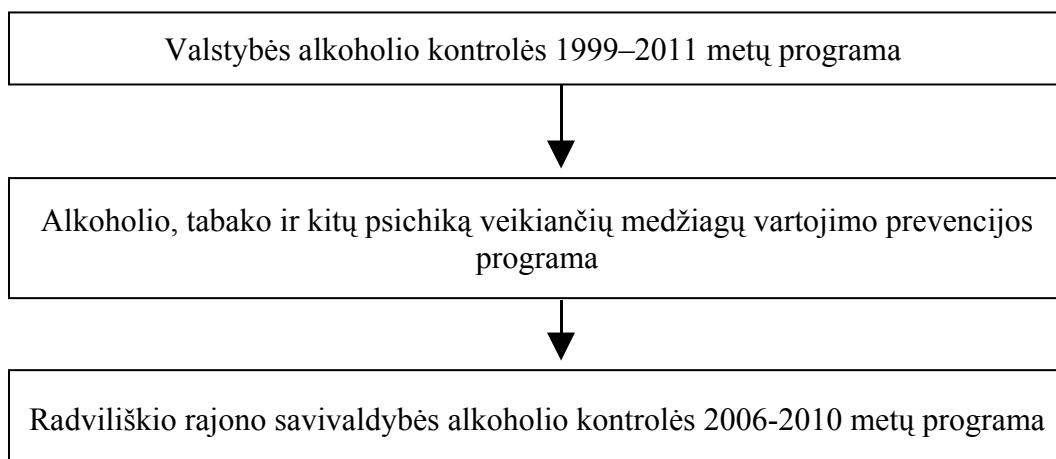 Valstybės alkoholio kontrolės 1999–2011 metų programa
Alkoholio, tabako ir kitų psichiką veikiančių medžiagų vartojimo prevencijos
programa
Radviliškio rajono savivaldybės alkoholio kontrolės 2006-2010 metų programa